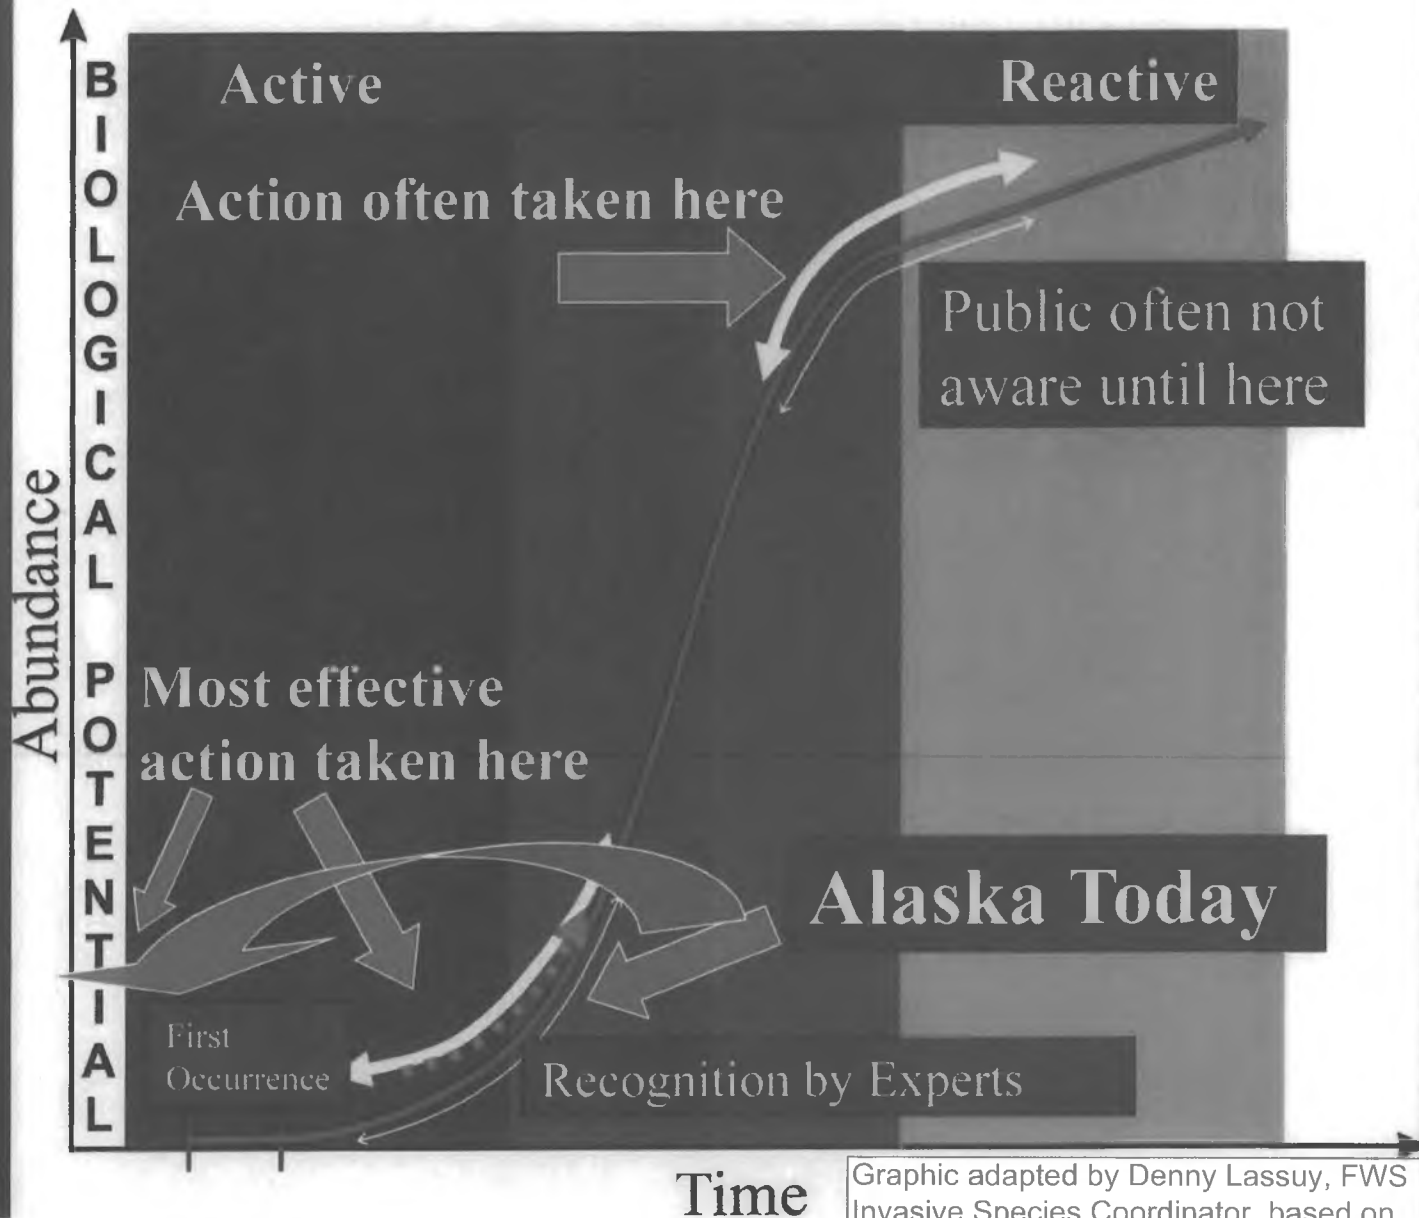 Active
Reactive
Action often taken here
Public often not
aware until here
BIOLOGICAL POTENTIAL
Abundance
Most effective
action taken here
Alaska Today
First
Occurrence
Recognition by Experts
Time
Graphic adapted by Denny Lassuy, FWS
Invasive Species Coordinator, based on